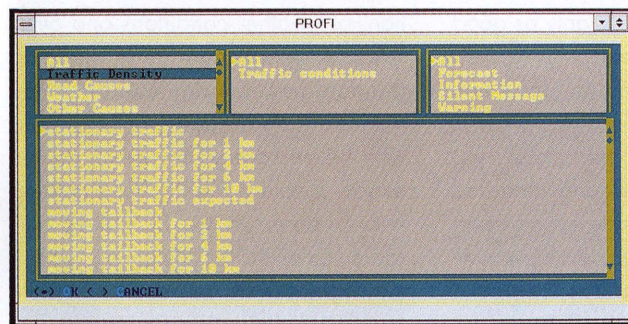 PROFI
All
Traffic Density
Road Causes
Weather
Other Causes
All
Traffic conditions
All
Forecast
Information
Silent Message
Warning
stationary traffic
stationary traffic for 1 km
stationary traffic for 2 km
stationary traffic for 4 km
stationary traffic for 6 km
stationary traffic for 10 km
stationary traffic expected
moving tailback
moving tailback for 1 km
moving tailback for 2 km
moving tailback for 4 km
moving tailback for 6 km
moving tailback for 10 km
<•> OK < > CANCEL